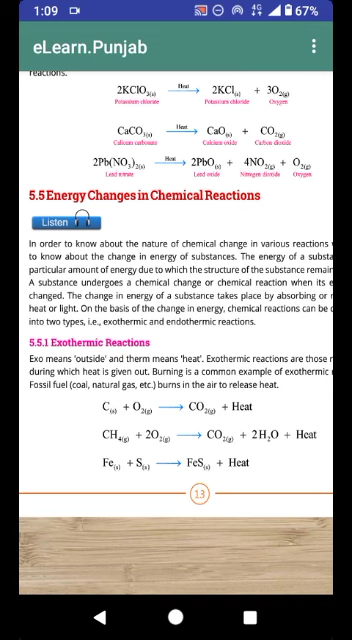 1:09 4G 67%
eLearn.Punjab
reactions.
2KClO₃₍ₛ₎ Heat 2KCl₍ₛ₎ + 3O₂₍g₎
Potassium chlorate Potassium chloride Oxygen
CaCO₃₍ₛ₎ Heat CaO₍ₛ₎ + CO₂₍g₎
Calcium carbonate Calcium oxide Carbon dioxide
2Pb(NO₃)₂₍ₛ₎ Heat 2PbO₍ₛ₎ + 4NO₂₍g₎ + O₂₍g₎
Lead nitrate Lead oxide Nitrogen dioxide Oxygen
5.5 Energy Changes in Chemical Reactions
Listen
In order to know about the nature of chemical change in various reactions
to know about the change in energy of substances. The energy of a substa
particular amount of energy due to which the structure of the substance remain
A substance undergoes a chemical change or chemical reaction when its e
changed. The change in energy of a substance takes place by absorbing or
heat or light. On the basis of the change in energy, chemical reactions can be
into two types, i.e., exothermic and endothermic reactions.
5.5.1 Exothermic Reactions
Exo means 'outside' and therm means 'heat'. Exothermic reactions are those
during which heat is given out. Burning is a common example of exothermic
Fossil fuel (coal, natural gas, etc.) burns in the air to release heat.
C₍ₛ₎ + O₂₍g₎ → CO₂₍g₎ + Heat
CH₄₍g₎ + 2O₂₍g₎ → CO₂₍g₎ + 2H₂O + Heat
Fe₍ₛ₎ + S₍ₛ₎ → FeS₍ₛ₎ + Heat
13